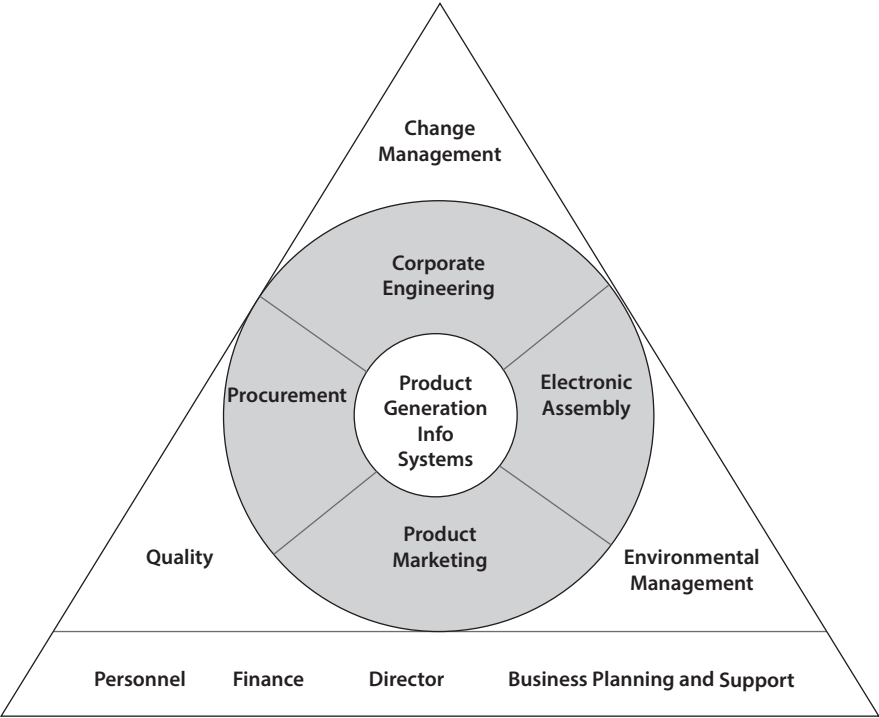 Change
Management
Corporate
Engineering
Procurement
Product
Generation
Info
Systems
Electronic
Assembly
Product
Marketing
Quality
Environmental
Management
Personnel Finance Director Business Planning and Support